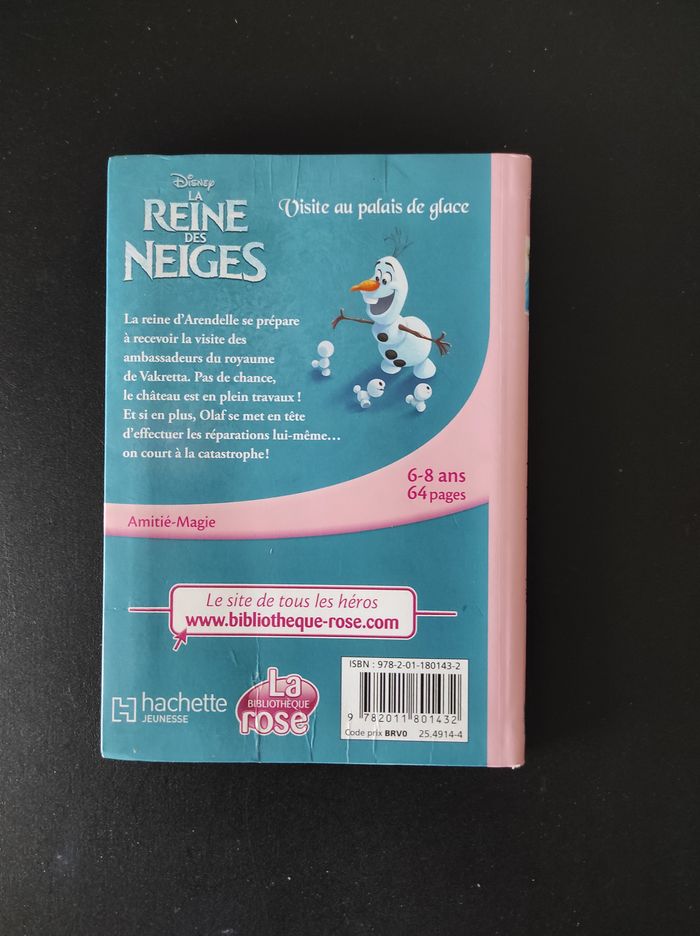 Disney
LA
REINE
DES
NEIGES
Visite au palais de glace
La reine d'Arendelle se prépare
à recevoir la visite des
ambassadeurs du royaume
de Vakretta. Pas de chance,
le château est en plein travaux !
Et si en plus, Olaf se met en tête
d'effectuer les réparations lui-même…
on court à la catastrophe !
6-8 ans
64 pages
Amitié-Magie
Le site de tous les héros
www.bibliotheque-rose.com
hachette
JEUNESSE
La
BIBLIOTHÈQUE
rose
ISBN : 978-2-01-180143-2
9 782011 801432
Code prix BRV0 25.4914-4